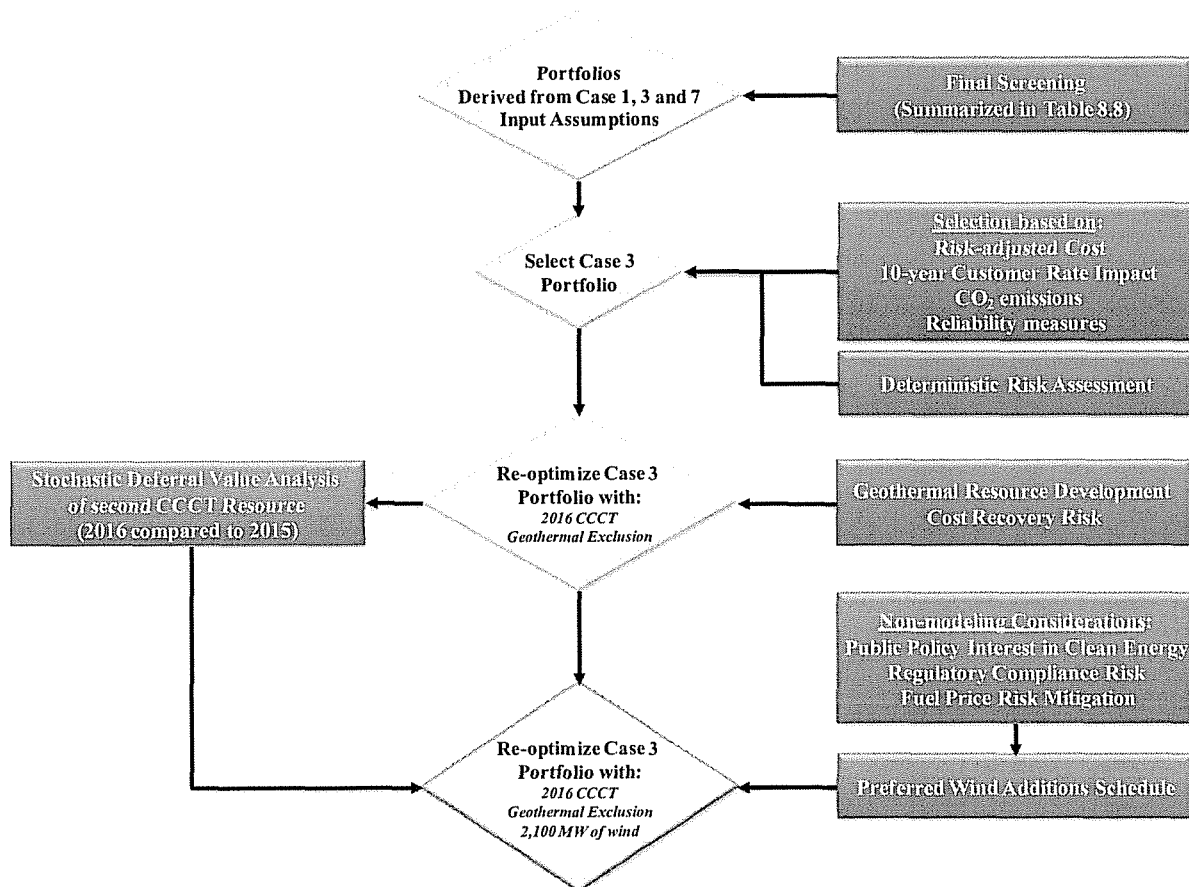 Portfolios
Derived from Case 1, 3 and 7
Input Assumptions
Final Screening
(Summarized in Table 8.8)
Select Case 3
Portfolio
Selection based on:
Risk-adjusted Cost
10-year Customer Rate Impact
CO₂ emissions
Reliability measures
Deterministic Risk Assessment
Stochastic Deferral Value Analysis
of second CCCT Resource
(2016 compared to 2015)
Re-optimize Case 3
Portfolio with:
2016 CCCT
Geothermal Exclusion
Geothermal Resource Development
Cost Recovery Risk
Non-modeling Considerations:
Public Policy Interest in Clean Energy
Regulatory Compliance Risk
Fuel Price Risk Mitigation
Re-optimize Case 3
Portfolio with:
2016 CCCT
Geothermal Exclusion
2,100 MW of wind
Preferred Wind Additions Schedule